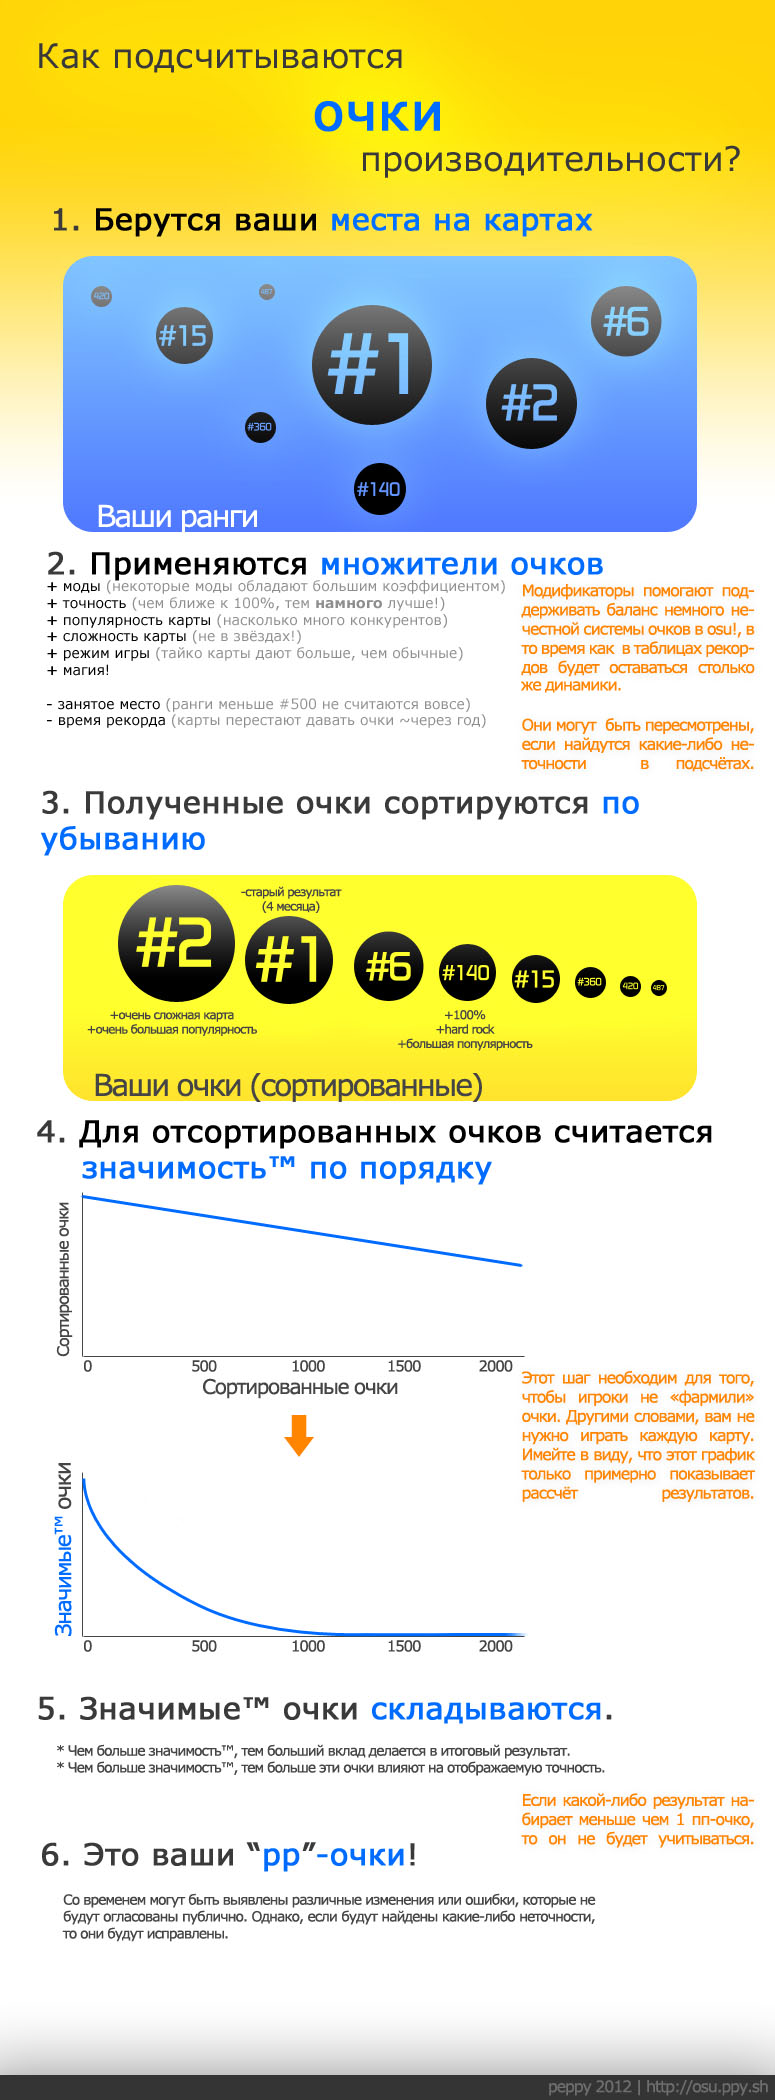 Как подсчитываются
очки
производительности?
1. Берутся ваши места на картах
420
487
#15
#1
#6
#2
#360
#140
Ваши ранги
2. Применяются множители очков
+ моды (некоторые моды обладают большим коэффициентом)
+ точность (чем ближе к 100%, тем намного лучше!)
+ популярность карты (насколько много конкурентов)
+ сложность карты (не в звёздах!)
+ режим игры (тайко карты дают больше, чем обычные)
+ магия!
- занятое место (ранги меньше #500 не считаются вовсе)
- время рекорда (карты перестают давать очки ~через год)
Модификаторы помогают под-
держивать баланс немного не-
честной системы очков в osu!, в
то время как в таблицах рекор-
дов будет оставаться столько
же динамики.
Они могут быть пересмотрены,
если найдутся какие-либо не-
точности в подсчётах.
3. Полученные очки сортируются по
убыванию
-старый результат
(4 месяца)
#2
#1
#6
#140
#15
#360
420
487
+очень сложная карта
+очень большая популярность
+100%
+hard rock
+большая популярность
Ваши очки (сортированные)
4. Для отсортированных очков считается
значимость™ по порядку
Сортированные очки
0 500 1000 1500 2000
Сортированные очки
Этот шаг необходим для того,
чтобы игроки не «фармили»
очки. Другими словами, вам не
нужно играть каждую карту.
Имейте в виду, что этот график
только примерно показывает
рассчёт результатов.
Значимые™ очки
0 500 1000 1500 2000
5. Значимые™ очки складываются.
* Чем больше значимость™, тем больший вклад делается в итоговый результат.
* Чем больше значимость™, тем больше эти очки влияют на отображаемую точность.
Если какой-либо результат на-
бирает меньше чем 1 пп-очко,
то он не будет учитываться.
6. Это ваши “pp”-очки!
Со временем могут быть выявлены различные изменения или ошибки, которые не
будут огласованы публично. Однако, если будут найдены какие-либо неточности,
то они будут исправлены.
peppy 2012 | http://osu.ppy.sh